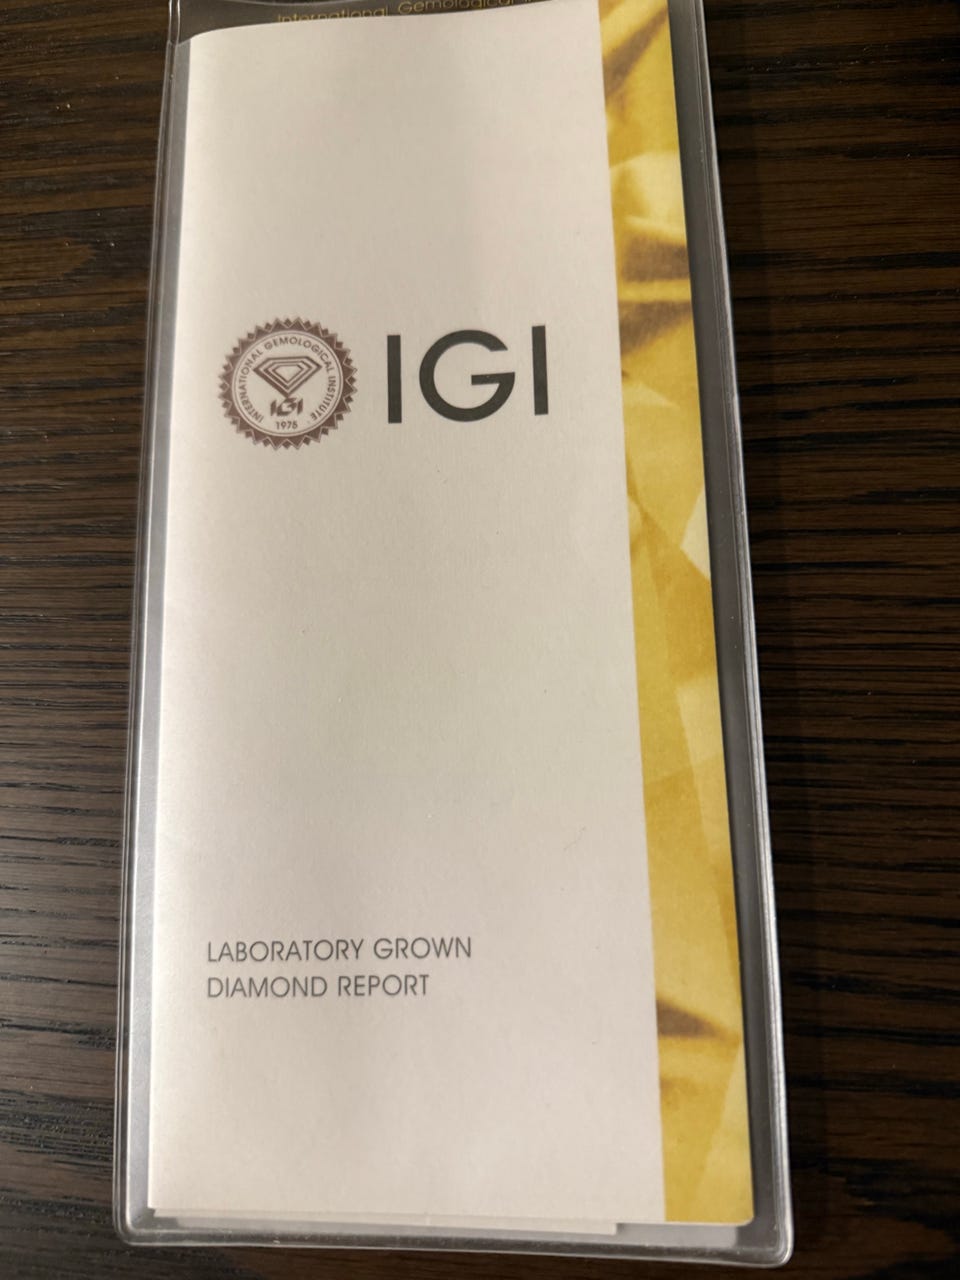 International Gemological
INTERNATIONAL GEMOLOGICAL INSTITUTE
IGI
1975
IGI
LABORATORY GROWN
DIAMOND REPORT